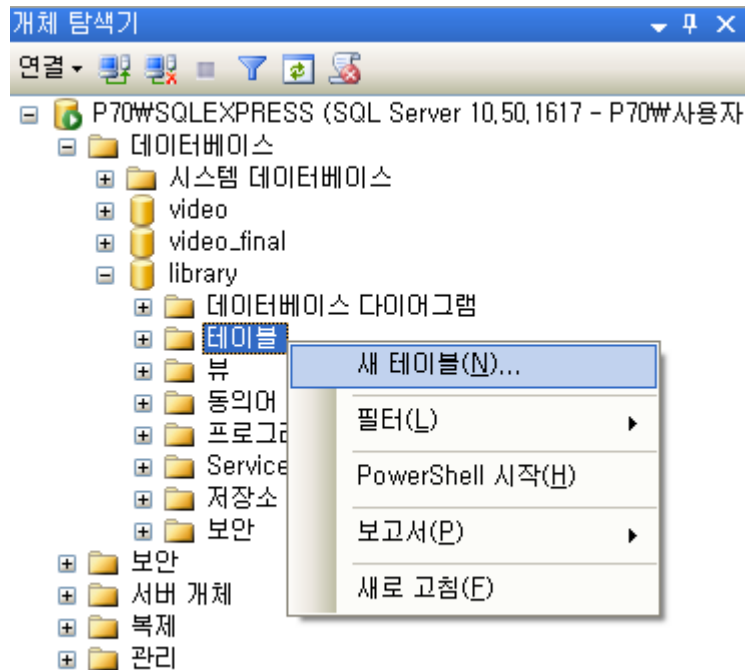 개체 탐색기
연결
P70₩SQLEXPRESS (SQL Server 10,50,1617 - P70₩사용자
데이터베이스
시스템 데이터베이스
video
video_final
library
데이터베이스 다이어그램
테이블
새 테이블(N)...
뷰
동의어
필터(L)
프로그래
Service
PowerShell 시작(H)
저장소
보안
보고서(P)
보안
서버 개체
새로 고침(F)
복제
관리